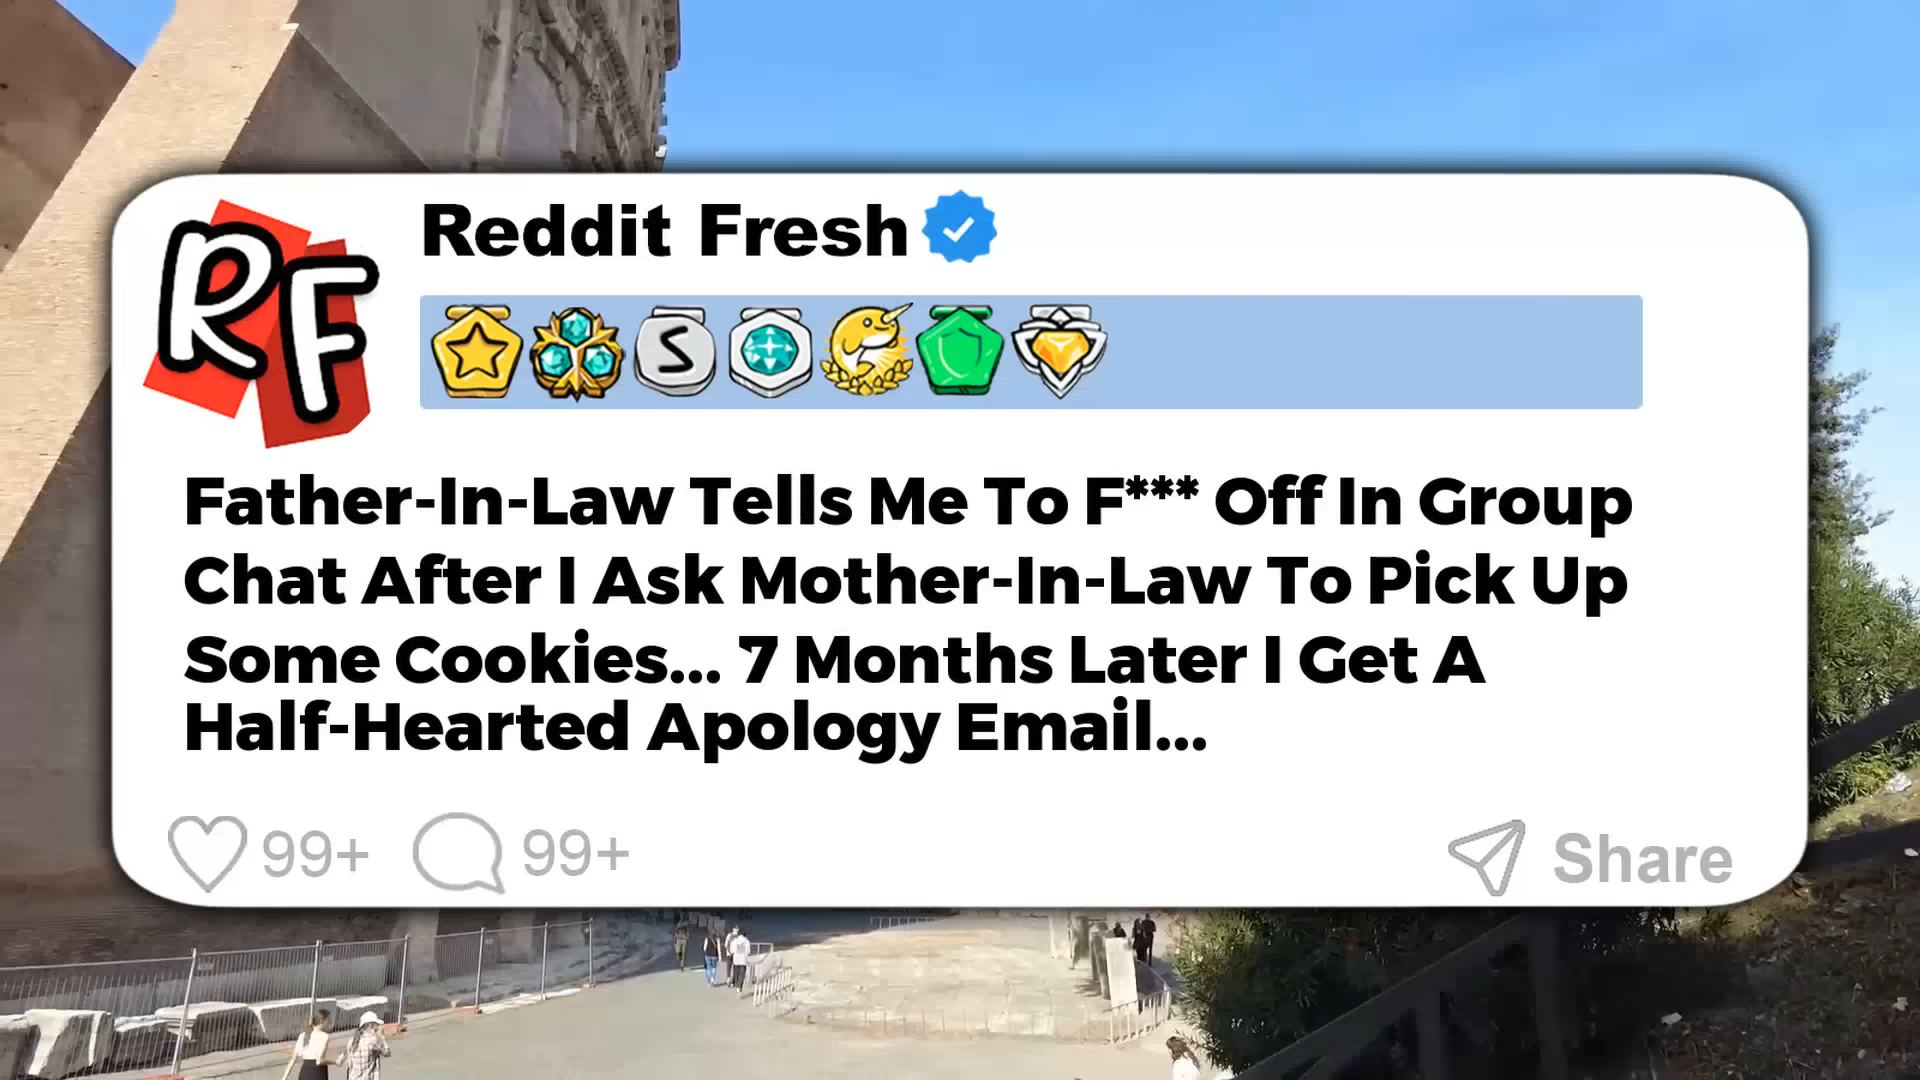 RF
Reddit Fresh
S
Father-In-Law Tells Me To F*** Off In Group
Chat After I Ask Mother-In-Law To Pick Up
Some Cookies... 7 Months Later I Get A
Half-Hearted Apology Email...
99+ 99+ Share